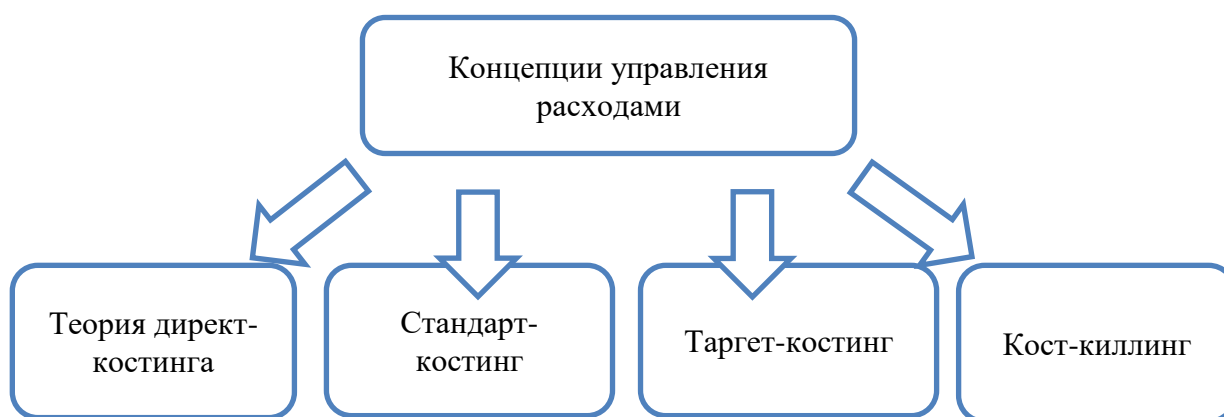 Концепции управления
расходами
Теория директ-
костинга
Стандарт-
костинг
Таргет-костинг
Кост-киллинг